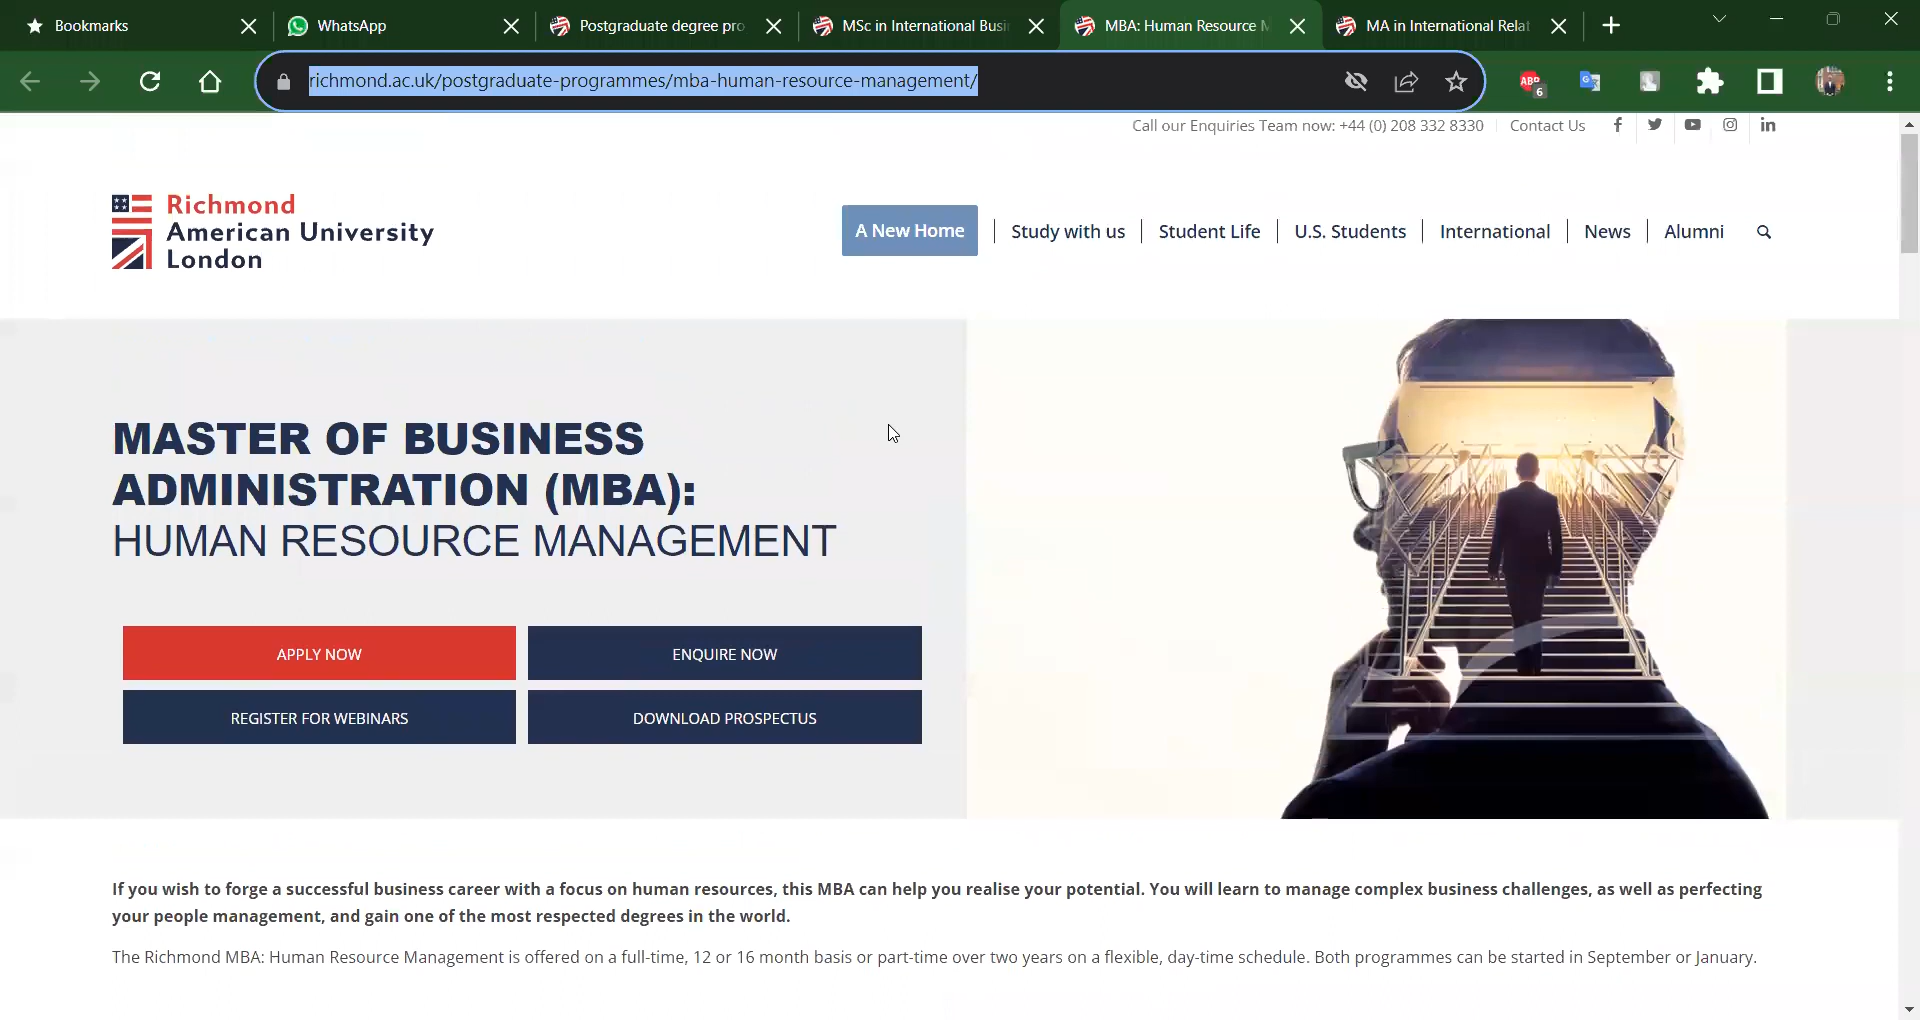 Bookmarks
WhatsApp
Postgraduate degree pro
MSc in International Busi
MBA: Human Resource M
MA in International Relat
richmond.ac.uk/postgraduate-programmes/mba-human-resource-management/
ABP
6
Call our Enquiries Team now: +44 (0) 208 332 8330
Contact Us
Richmond
American University
London
A New Home
Study with us
Student Life
U.S. Students
International
News
Alumni
MASTER OF BUSINESS
ADMINISTRATION (MBA):
HUMAN RESOURCE MANAGEMENT
APPLY NOW
ENQUIRE NOW
REGISTER FOR WEBINARS
DOWNLOAD PROSPECTUS
If you wish to forge a successful business career with a focus on human resources, this MBA can help you realise your potential. You will learn to manage complex business challenges, as well as perfecting
your people management, and gain one of the most respected degrees in the world.
The Richmond MBA: Human Resource Management is offered on a full-time, 12 or 16 month basis or part-time over two years on a flexible, day-time schedule. Both programmes can be started in September or January.